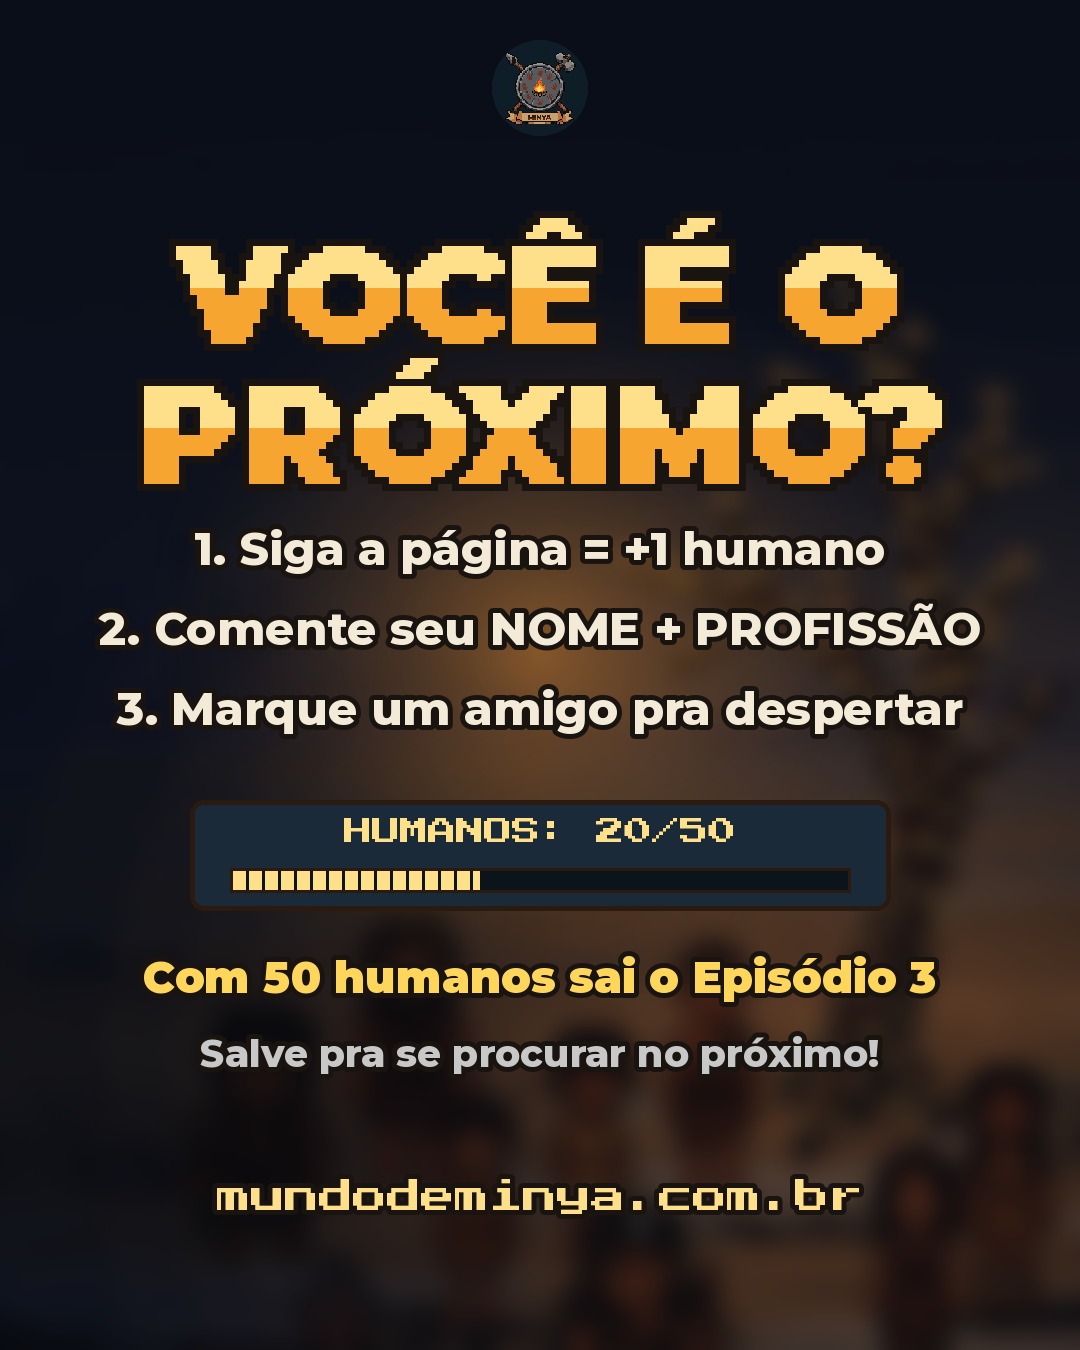 MINYA
VOCÊ É O
PRÓXIMO?
1. Siga a página = +1 humano
2. Comente seu NOME + PROFISSÃO
3. Marque um amigo pra despertar
HUMANOS: 20/50
Com 50 humanos sai o Episódio 3
Salve pra se procurar no próximo!
mundodeminya.com.br